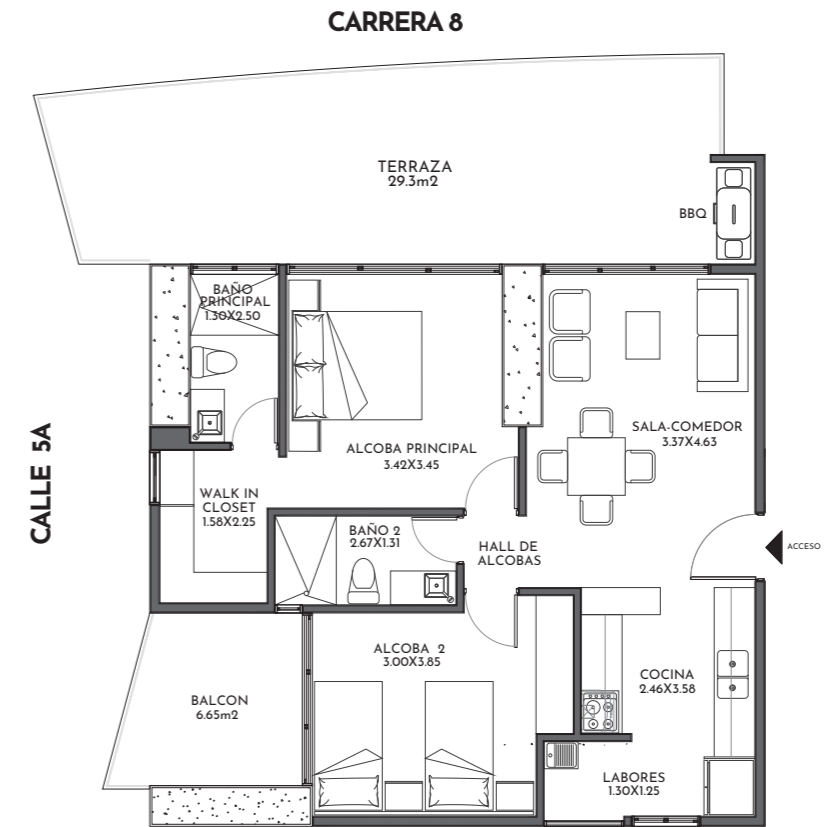 CARRERA 8
TERRAZA
29.3m2
BBQ
BAÑO
PRINCIPAL
1.30X2.50
SALA-COMEDOR
3.37X4.63
ALCOBA PRINCIPAL
3.42X3.45
CALLE 5A
WALK IN
CLOSET
1.58X2.25
BAÑO 2
2.67X1.31
HALL DE
ALCOBAS
ACCESO
ALCOBA 2
3.00X3.85
COCINA
2.46X3.58
BALCON
6.65m2
LABORES
1.30X1.25